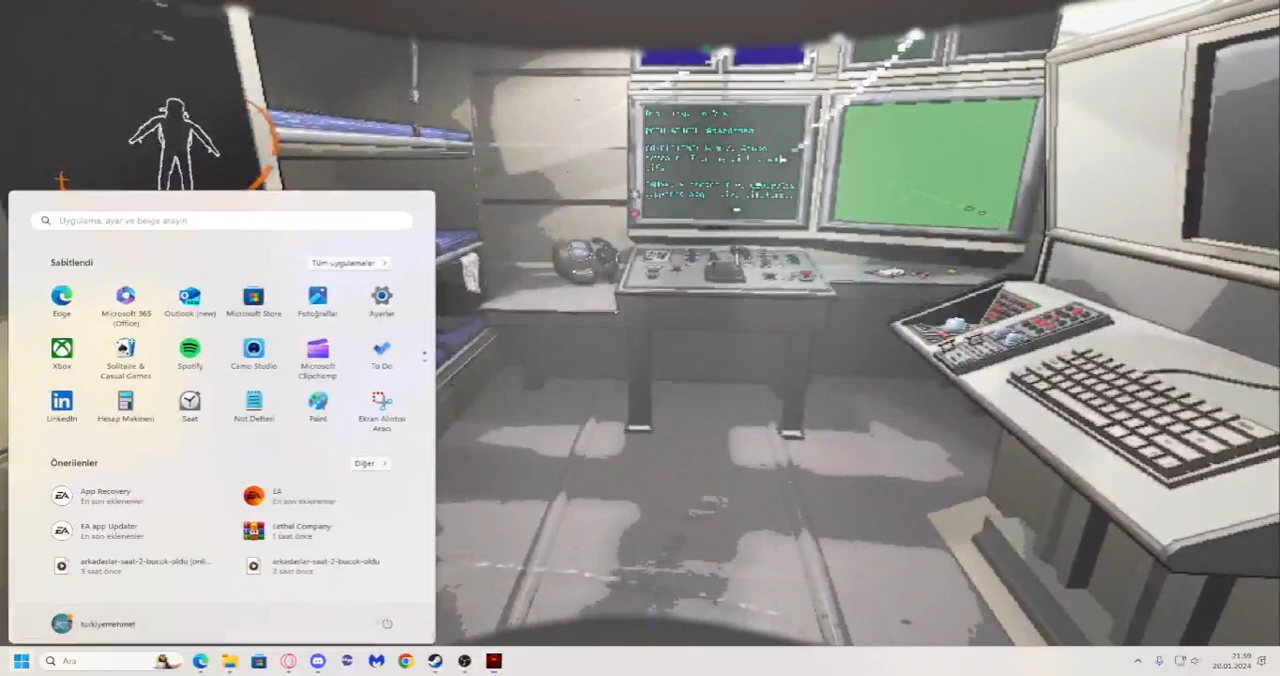 Uygulama, ayar ve belge arayın
Sabitlendi
Tüm uygulamalar
Edge
Microsoft 365 (Office)
Outlook (new)
Microsoft Store
Fotoğraflar
Ayarlar
Xbox
Solitaire & Casual Games
Spotify
Camo Studio
Microsoft Clipchamp
To Do
LinkedIn
Hesap Makinesi
Saat
Not Defteri
Paint
Ekran Alıntısı Aracı
Önerilenler
Diğer
App Recovery
En son eklenenler
EA
En son eklenenler
EA app Updater
En son eklenenler
Lethal Company
1 saat önce
arkadaslar-saat-2-bucuk-oldu (onli...
3 saat önce
arkadaslar-saat-2-bucuk-oldu
3 saat önce
turkiyemehmet
Ara
21:59
20.01.2024